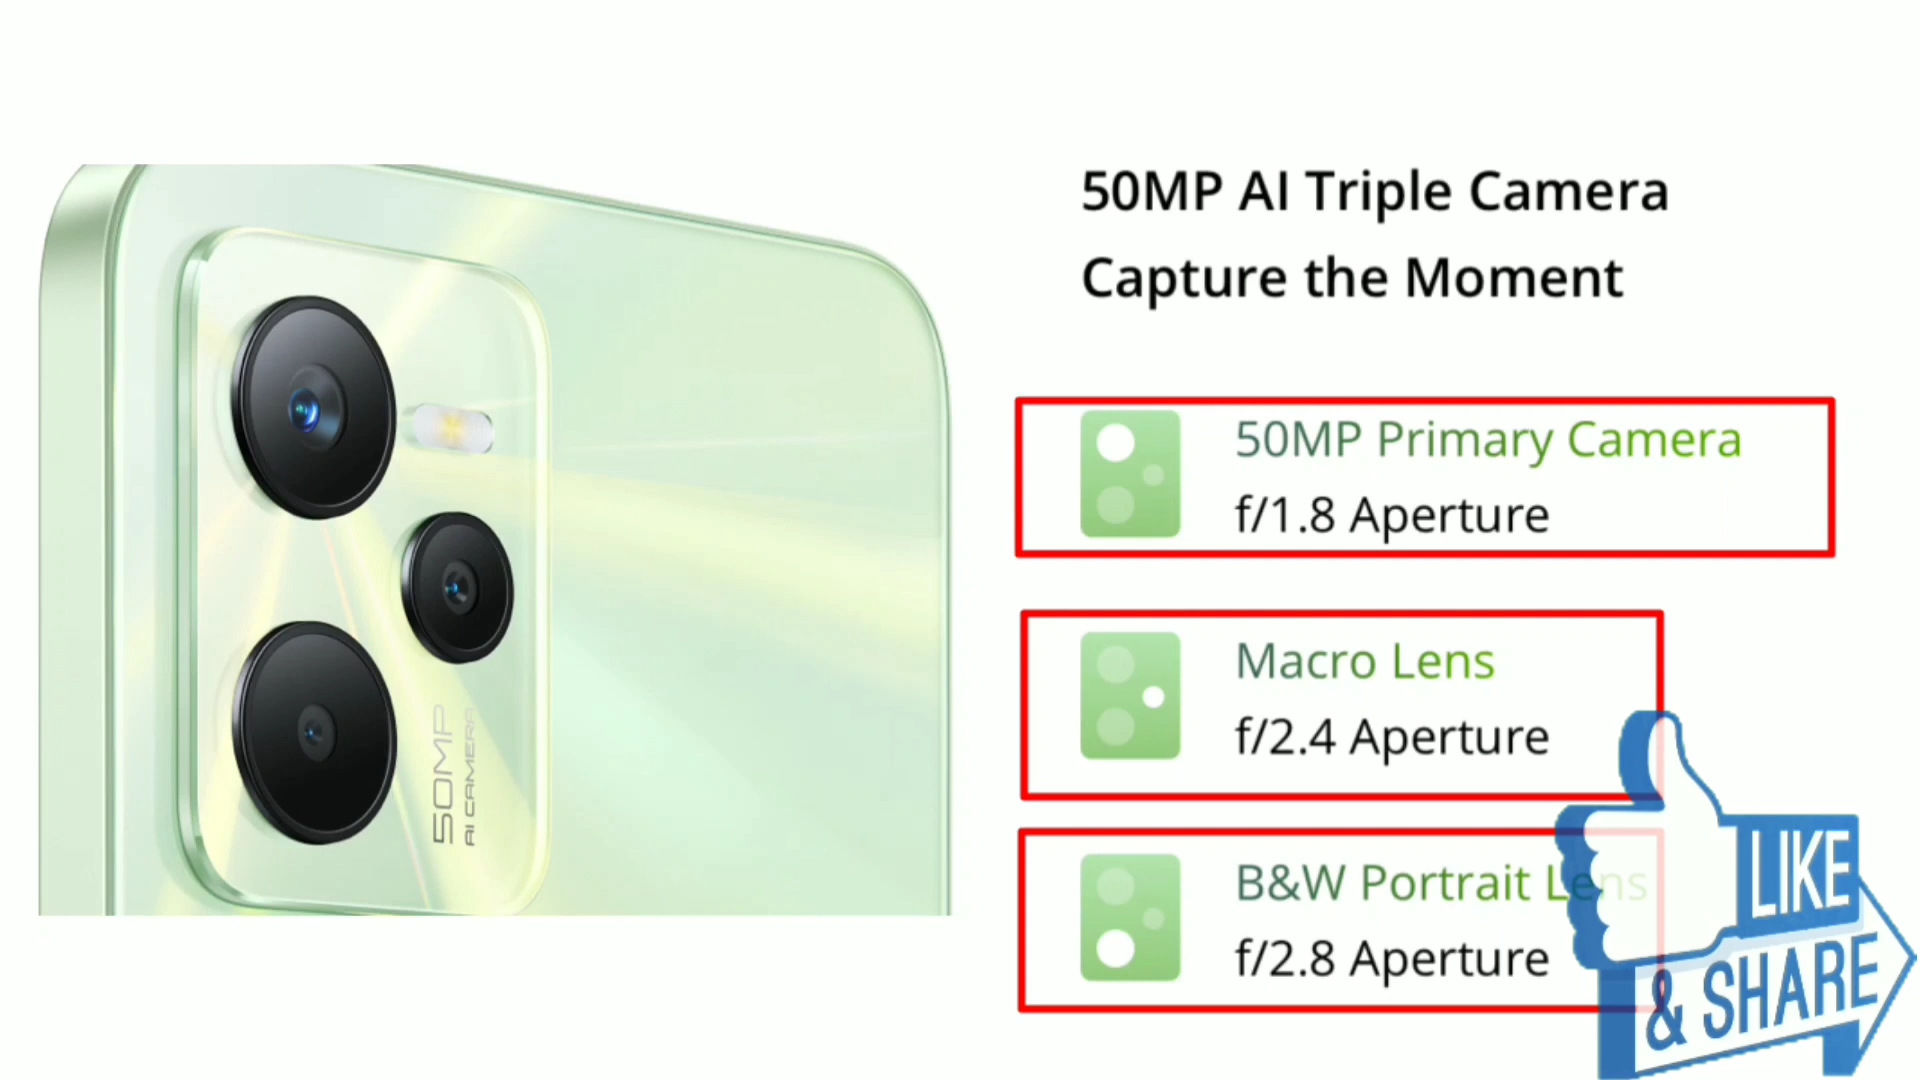 50MP AI Triple Camera
Capture the Moment
50MP Primary Camera
f/1.8 Aperture
Macro Lens
f/2.4 Aperture
B&W Portrait Lens
f/2.8 Aperture
50MP
AI CAMERA
LIKE
& SHARE